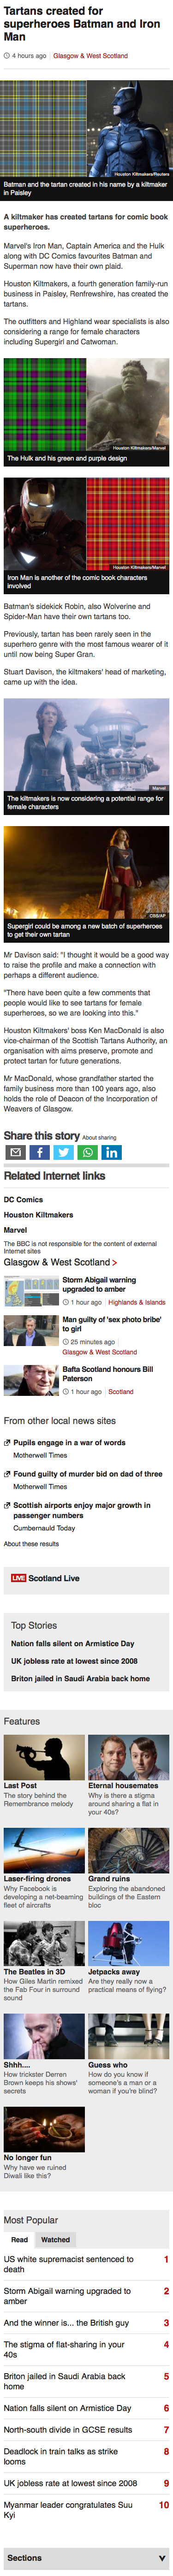 Tartans created for
superheroes Batman and Iron
Man
4 hours ago Glasgow & West Scotland
Houston Kiltmakers/Reuters
Batman and the tartan created in his name by a kiltmaker
in Paisley
A kiltmaker has created tartans for comic book
superheroes.
Marvel's Iron Man, Captain America and the Hulk
along with DC Comics favourites Batman and
Superman now have their own plaid.
Houston Kiltmakers, a fourth generation family-run
business in Paisley, Renfrewshire, has created the
tartans.
The outfitters and Highland wear specialists is also
considering a range for female characters
including Supergirl and Catwoman.
Houston Kiltmakers/Marvel
The Hulk and his green and purple design
Houston Kiltmakers/Marvel
Iron Man is another of the comic book characters
involved
Batman's sidekick Robin, also Wolverine and
Spider-Man have their own tartans too.
Previously, tartan has been rarely seen in the
superhero genre with the most famous wearer of it
until now being Super Gran.
Stuart Davison, the kiltmakers' head of marketing,
came up with the idea.
Marvel
The kiltmakers is now considering a potential range for
female characters
CBS/AP
Supergirl could be among a new batch of superheroes
to get their own tartan
Mr Davison said: "I thought it would be a good way
to raise the profile and make a connection with
perhaps a different audience.
"There have been quite a few comments that
people would like to see tartans for female
superheroes, so we are looking into this."
Houston Kiltmakers' boss Ken MacDonald is also
vice-chairman of the Scottish Tartans Authority, an
organisation with aims preserve, promote and
protect tartan for future generations.
Mr MacDonald, whose grandfather started the
family business more than 100 years ago, also
holds the role of Deacon of the Incorporation of
Weavers of Glasgow.
Share this story About sharing
Related Internet links
DC Comics
Houston Kiltmakers
Marvel
The BBC is not responsible for the content of external
Internet sites
Glasgow & West Scotland >
Storm Abigail warning
upgraded to amber
1 hour ago Highlands & Islands
Man guilty of 'sex photo bribe'
to girl
25 minutes ago
Glasgow & West Scotland
Bafta Scotland honours Bill
Paterson
1 hour ago Scotland
From other local news sites
Pupils engage in a war of words
Motherwell Times
Found guilty of murder bid on dad of three
Motherwell Times
Scottish airports enjoy major growth in
passenger numbers
Cumbernauld Today
About these results
LIVE Scotland Live
Top Stories
Nation falls silent on Armistice Day
UK jobless rate at lowest since 2008
Briton jailed in Saudi Arabia back home
Features
Last Post
The story behind the
Remembrance melody
Eternal housemates
Why is there a stigma
around sharing a flat in
your 40s?
Laser-firing drones
Why Facebook is
developing a net-beaming
fleet of aircrafts
Grand ruins
Exploring the abandoned
buildings of the Eastern
bloc
The Beatles in 3D
How Giles Martin remixed
the Fab Four in surround
sound
Jetpacks away
Are they really now a
practical means of flying?
Shhh....
How trickster Derren
Brown keeps his shows'
secrets
Guess who
How do you know if
someone's a man or a
woman if you're blind?
No longer fun
Why have we ruined
Diwali like this?
Most Popular
Read Watched
US white supremacist sentenced to
death 1
Storm Abigail warning upgraded to
amber 2
And the winner is... the British guy 3
The stigma of flat-sharing in your
40s 4
Briton jailed in Saudi Arabia back
home 5
Nation falls silent on Armistice Day 6
North-south divide in GCSE results 7
Deadlock in train talks as strike
looms 8
UK jobless rate at lowest since 2008 9
Myanmar leader congratulates Suu
Kyi 10
Sections